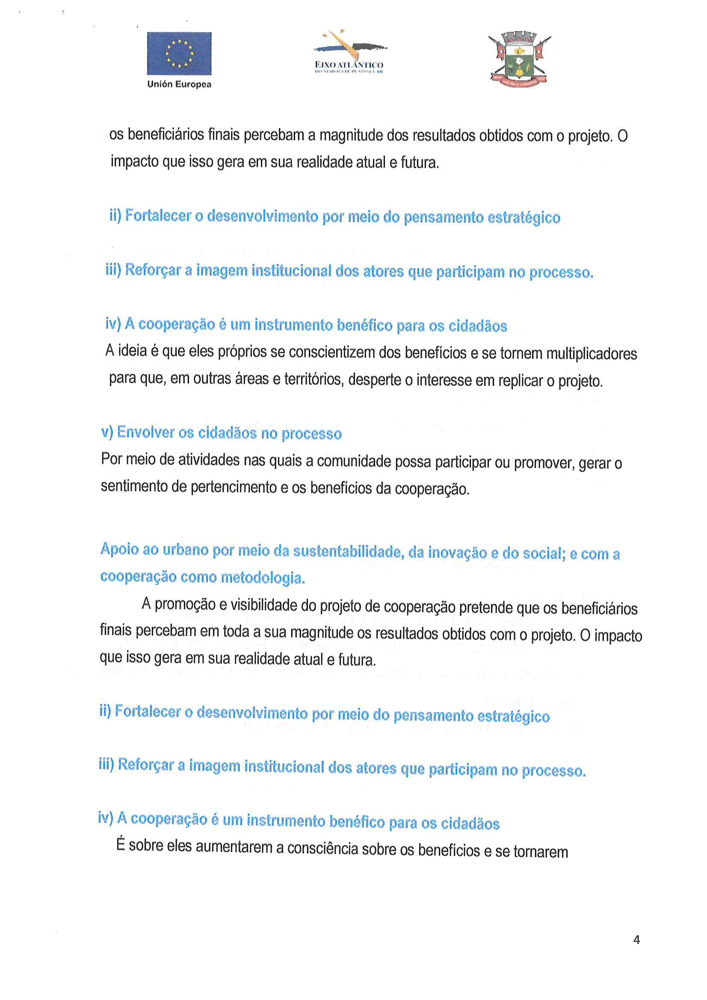 Unión Europea
EIXO ATLÂNTICO
DO NOROESTE PENINSULAR
os beneficiários finais percebam a magnitude dos resultados obtidos com o projeto. O
impacto que isso gera em sua realidade atual e futura.
ii) Fortalecer o desenvolvimento por meio do pensamento estratégico
iii) Reforçar a imagem institucional dos atores que participam no processo.
iv) A cooperação é um instrumento benéfico para os cidadãos
A ideia é que eles próprios se conscientizem dos benefícios e se tornem multiplicadores
para que, em outras áreas e territórios, desperte o interesse em replicar o projeto.
v) Envolver os cidadãos no processo
Por meio de atividades nas quais a comunidade possa participar ou promover, gerar o
sentimento de pertencimento e os benefícios da cooperação.
Apoio ao urbano por meio da sustentabilidade, da inovação e do social; e com a
cooperação como metodologia.
A promoção e visibilidade do projeto de cooperação pretende que os beneficiários
finais percebam em toda a sua magnitude os resultados obtidos com o projeto. O impacto
que isso gera em sua realidade atual e futura.
ii) Fortalecer o desenvolvimento por meio do pensamento estratégico
iii) Reforçar a imagem institucional dos atores que participam no processo.
iv) A cooperação é um instrumento benéfico para os cidadãos
É sobre eles aumentarem a consciência sobre os benefícios e se tornarem
4